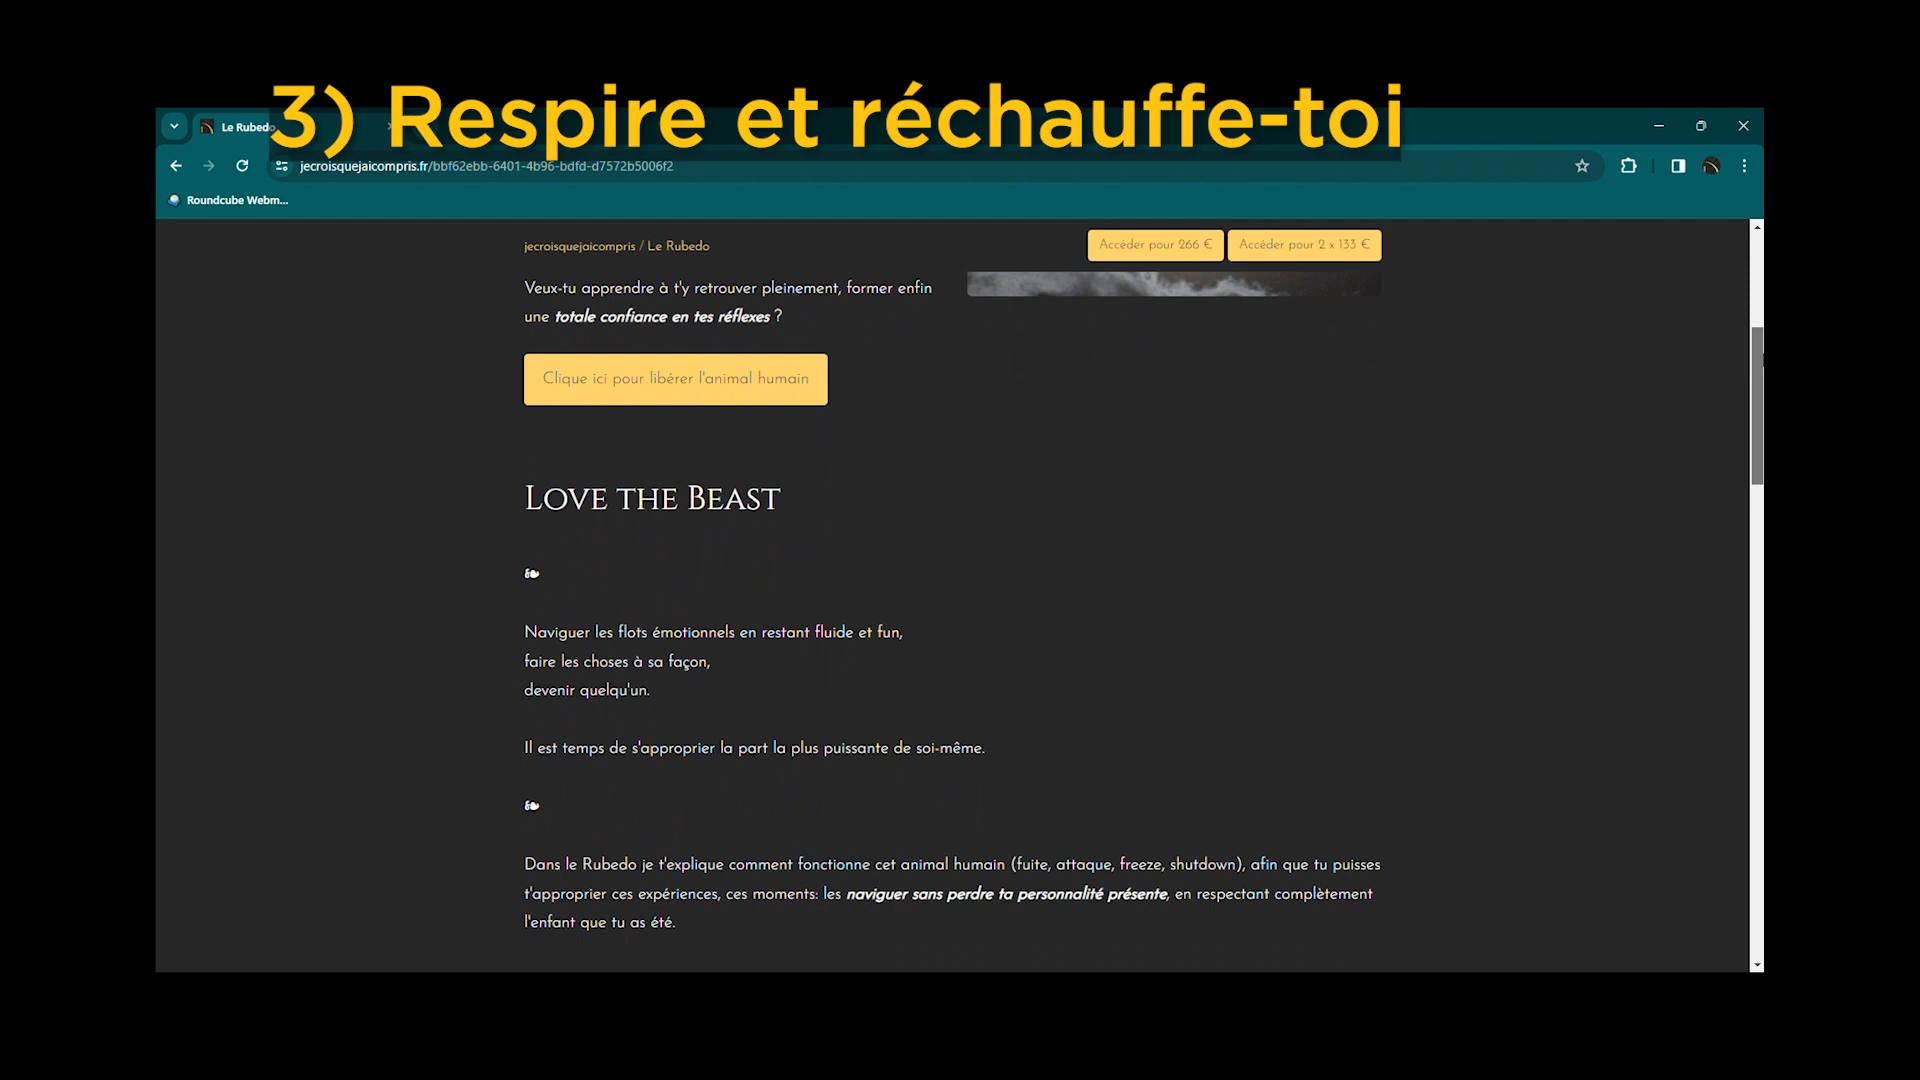 3) Respire et réchauffe-toi
Le Rubedo
jecroisquejaicompris.fr/bbf62ebb-6401-4b96-bdfd-d7572b5006f2
Roundcube Webm...
jecroisquejaicompris / Le Rubedo
Accéder pour 266 €
Accéder pour 2 x 133 €
Veux-tu apprendre à t'y retrouver pleinement, former enfin
une totale confiance en tes réflexes ?
Clique ici pour libérer l'animal humain
Love the Beast
Naviguer les flots émotionnels en restant fluide et fun,
faire les choses à sa façon,
devenir quelqu'un.
Il est temps de s'approprier la part la plus puissante de soi-même.
Dans le Rubedo je t'explique comment fonctionne cet animal humain (fuite, attaque, freeze, shutdown), afin que tu puisses
t'approprier ces expériences, ces moments: les naviguer sans perdre ta personnalité présente, en respectant complètement
l'enfant que tu as été.